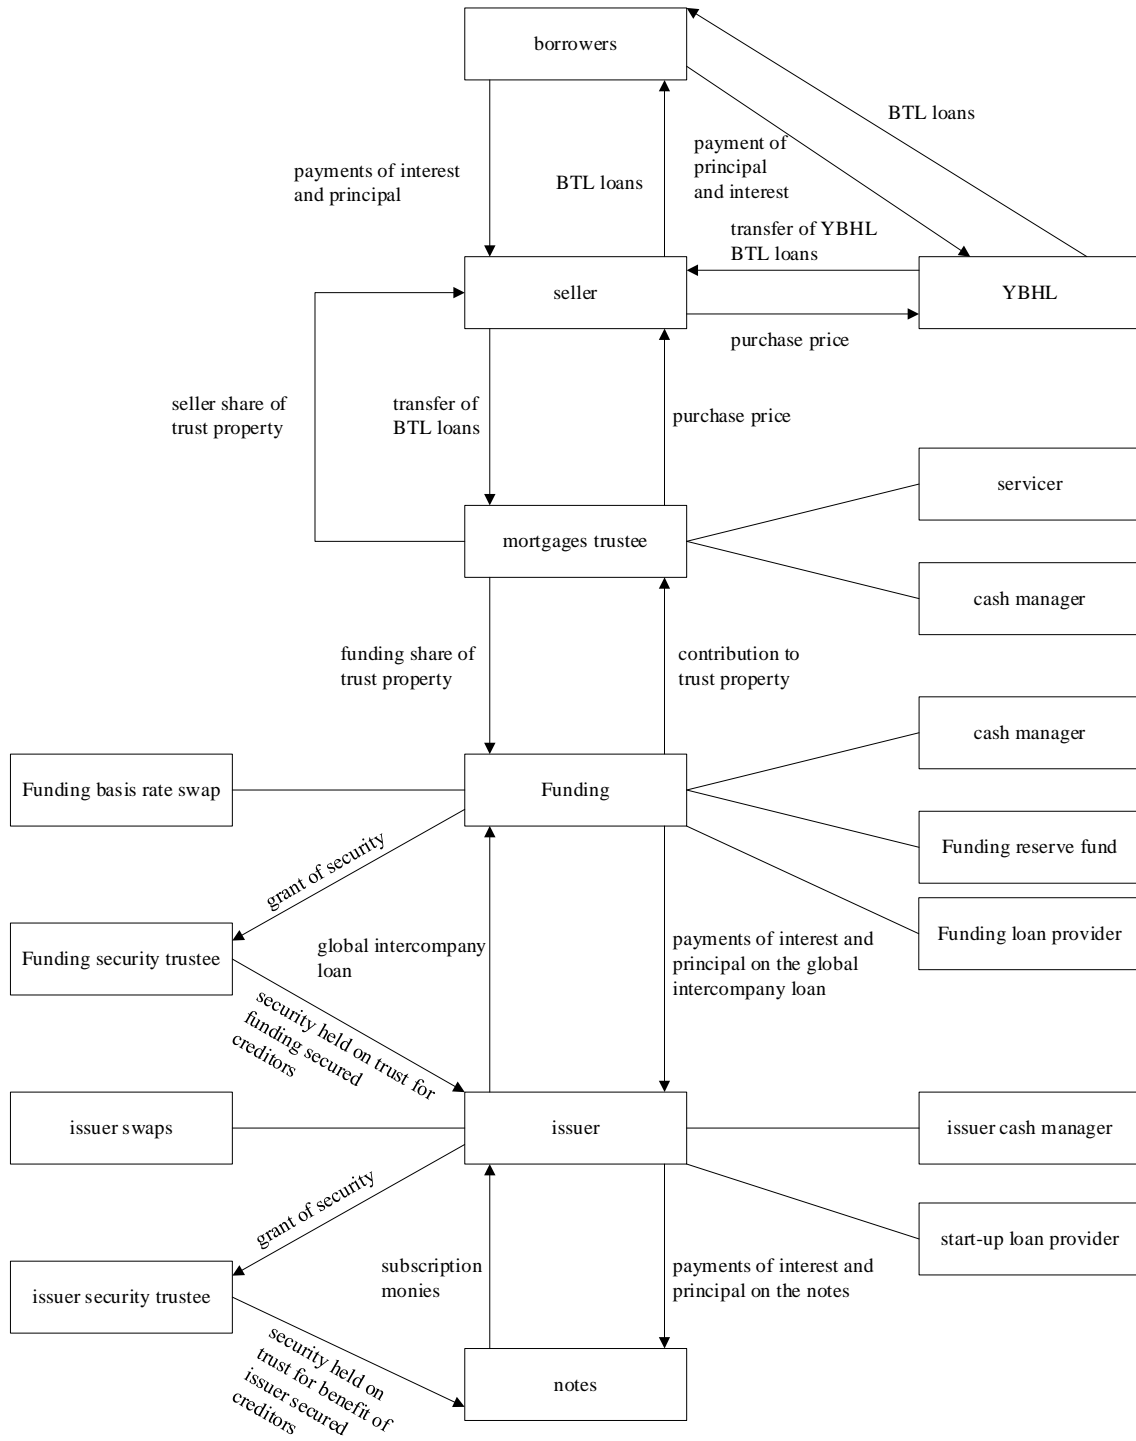 borrowers
BTL loans
payments of interest
and principal
BTL loans
payment of
principal
and interest
transfer of YBHL
BTL loans
seller
YBHL
purchase price
seller share of
trust property
transfer of
BTL loans
purchase price
servicer
mortgages trustee
cash manager
funding share of
trust property
contribution to
trust property
cash manager
Funding basis rate swap
Funding
Funding reserve fund
grant of security
Funding loan provider
Funding security trustee
global intercompany
loan
payments of interest and
principal on the global
intercompany loan
security held on trust for
funding secured
creditors
issuer swaps
issuer
issuer cash manager
grant of security
start-up loan provider
issuer security trustee
subscription
monies
payments of interest and
principal on the notes
security held on
trust for benefit of
issuer secured
creditors
notes